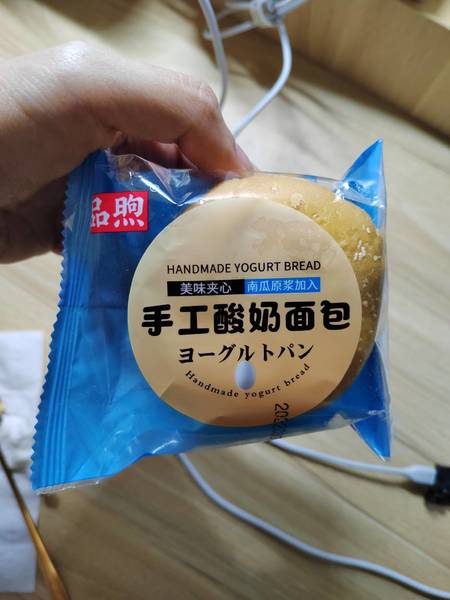 品煦
HANDMADE YOGURT BREAD
美味夹心 南瓜原浆加入
手工酸奶面包
ヨーグルトパン
Handmade yogurt bread
202